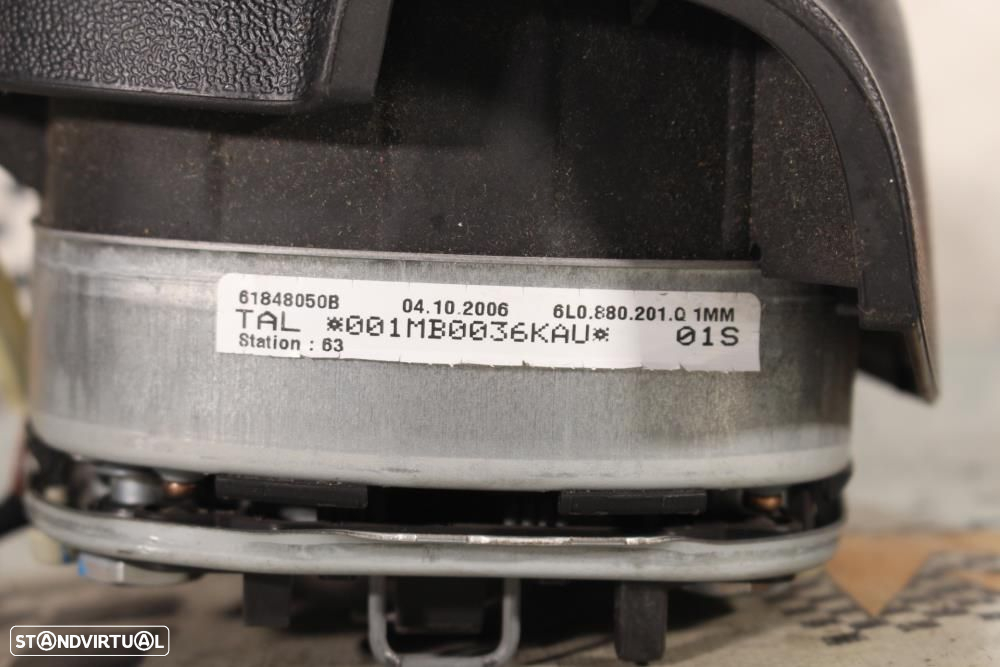 61848050B 04.10.2006 6L0.880.201.Q 1MM
TAL *001MB0036KAU* 01S
Station : 63
STANDVIRTUAL